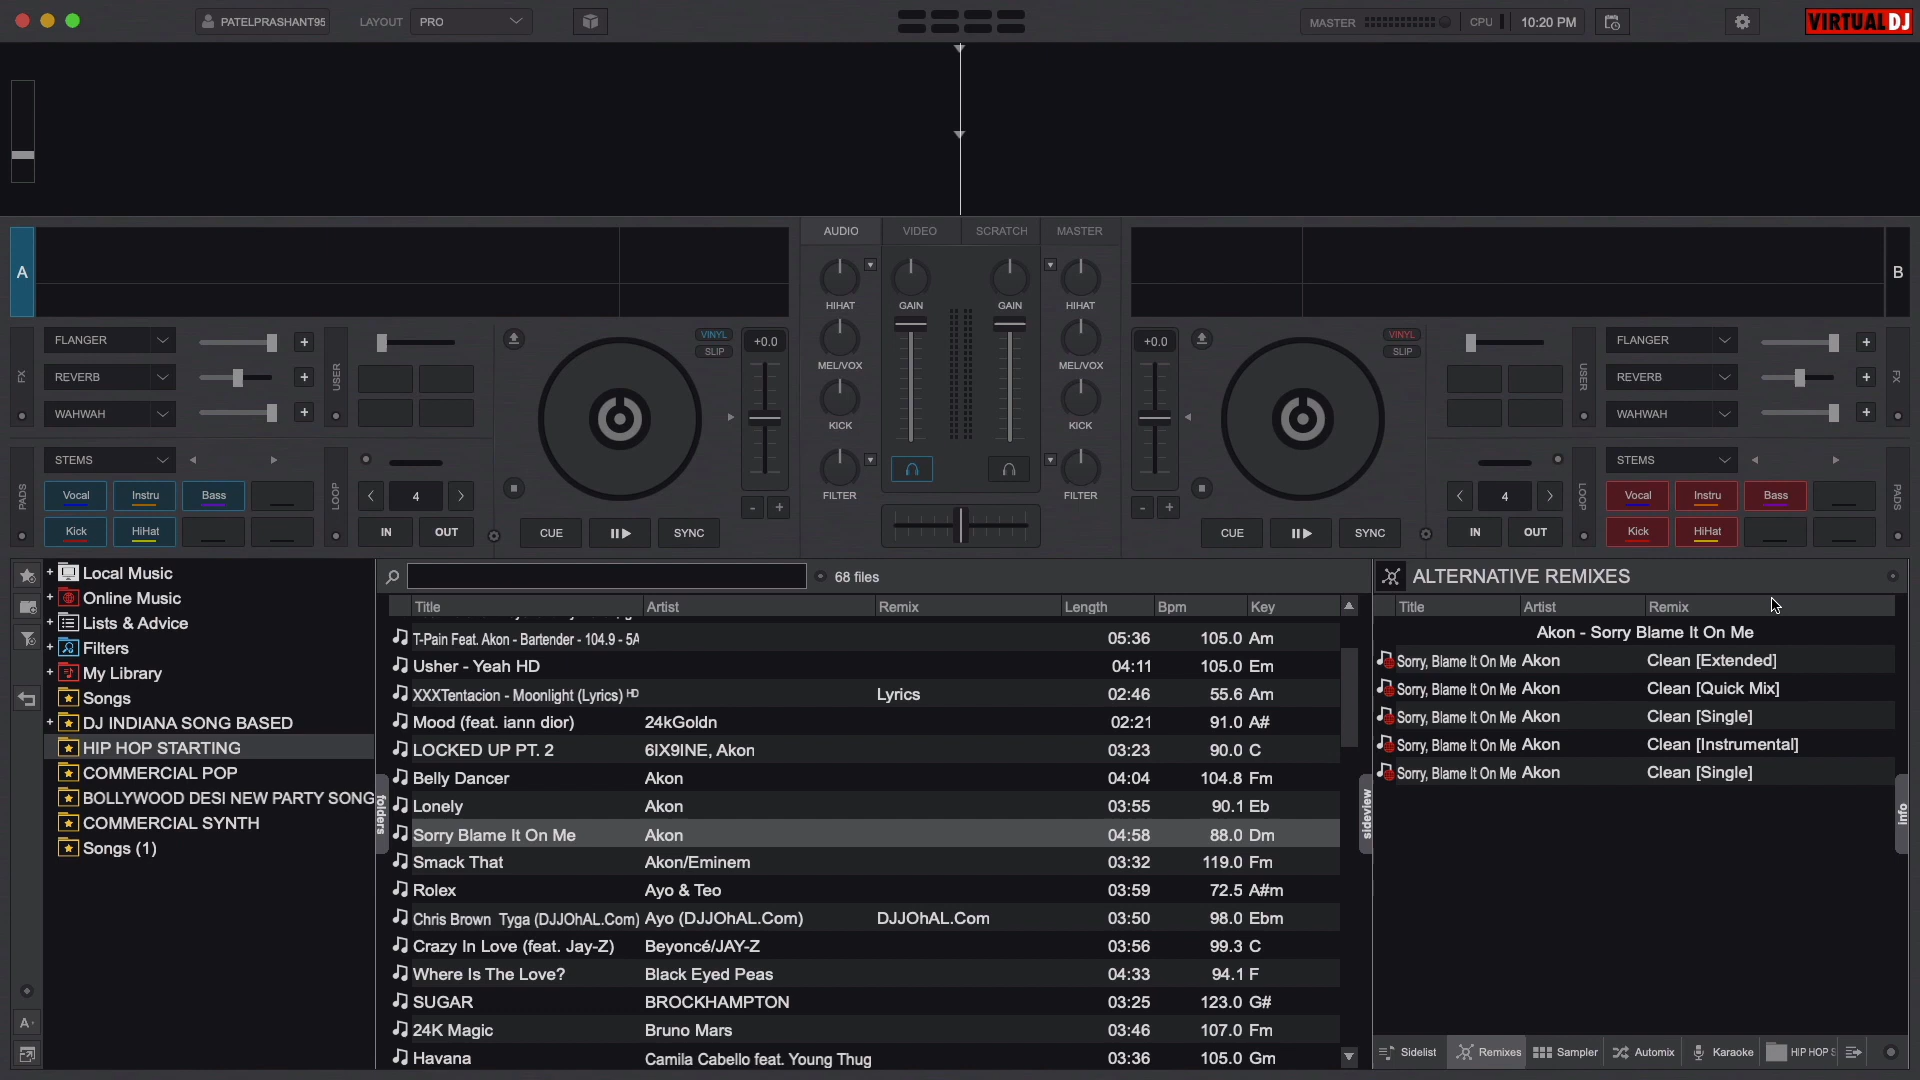 PATELPRASHANT95 LAYOUT PRO MASTER CPU 10:20 PM VIRTUALDJ
AUDIO VIDEO SCRATCH MASTER
A B
HIHAT GAIN GAIN HIHAT
FLANGER + USER VINYL SLIP +0.0 +0.0 VINYL SLIP USER FLANGER +
FX REVERB + MEL/VOX MEL/VOX REVERB + FX
WAHWAH + KICK KICK WAHWAH +
STEMS FILTER FILTER STEMS
PADS Vocal Instru Bass LOOP 4 - + - + 4 LOOP Vocal Instru Bass PADS
Kick HiHat IN OUT CUE SYNC CUE SYNC IN OUT Kick HiHat
+ Local Music
+ Online Music
+ Lists & Advice
+ Filters
+ My Library
Songs
+ DJ INDIANA SONG BASED
HIP HOP STARTING
COMMERCIAL POP
BOLLYWOOD DESI NEW PARTY SONG
COMMERCIAL SYNTH
Songs (1)
folders
68 files
Title Artist Remix Length Bpm Key
T-Pain Feat. Akon - Bartender - 104.9 - 5A 05:36 105.0 Am
Usher - Yeah HD 04:11 105.0 Em
XXXTentacion - Moonlight (Lyrics) HD Lyrics 02:46 55.6 Am
Mood (feat. iann dior) 24kGoldn 02:21 91.0 A#
LOCKED UP PT. 2 6IX9INE, Akon 03:23 90.0 C
Belly Dancer Akon 04:04 104.8 Fm
Lonely Akon 03:55 90.1 Eb
Sorry Blame It On Me Akon 04:58 88.0 Dm
Smack That Akon/Eminem 03:32 119.0 Fm
Rolex Ayo & Teo 03:59 72.5 A#m
Chris Brown Tyga (DJJOhAL.Com) Ayo (DJJOhAL.Com) DJJOhAL.Com 03:50 98.0 Ebm
Crazy In Love (feat. Jay-Z) Beyoncé/JAY-Z 03:56 99.3 C
Where Is The Love? Black Eyed Peas 04:33 94.1 F
SUGAR BROCKHAMPTON 03:25 123.0 G#
24K Magic Bruno Mars 03:46 107.0 Fm
Havana Camila Cabello feat. Young Thug 03:36 105.0 Gm
sideview
ALTERNATIVE REMIXES
Title Artist Remix
Akon - Sorry Blame It On Me
Sorry, Blame It On Me Akon Clean [Extended]
Sorry, Blame It On Me Akon Clean [Quick Mix]
Sorry, Blame It On Me Akon Clean [Single]
Sorry, Blame It On Me Akon Clean [Instrumental]
Sorry, Blame It On Me Akon Clean [Single]
info
Sidelist Remixes Sampler Automix Karaoke HIP HOP S